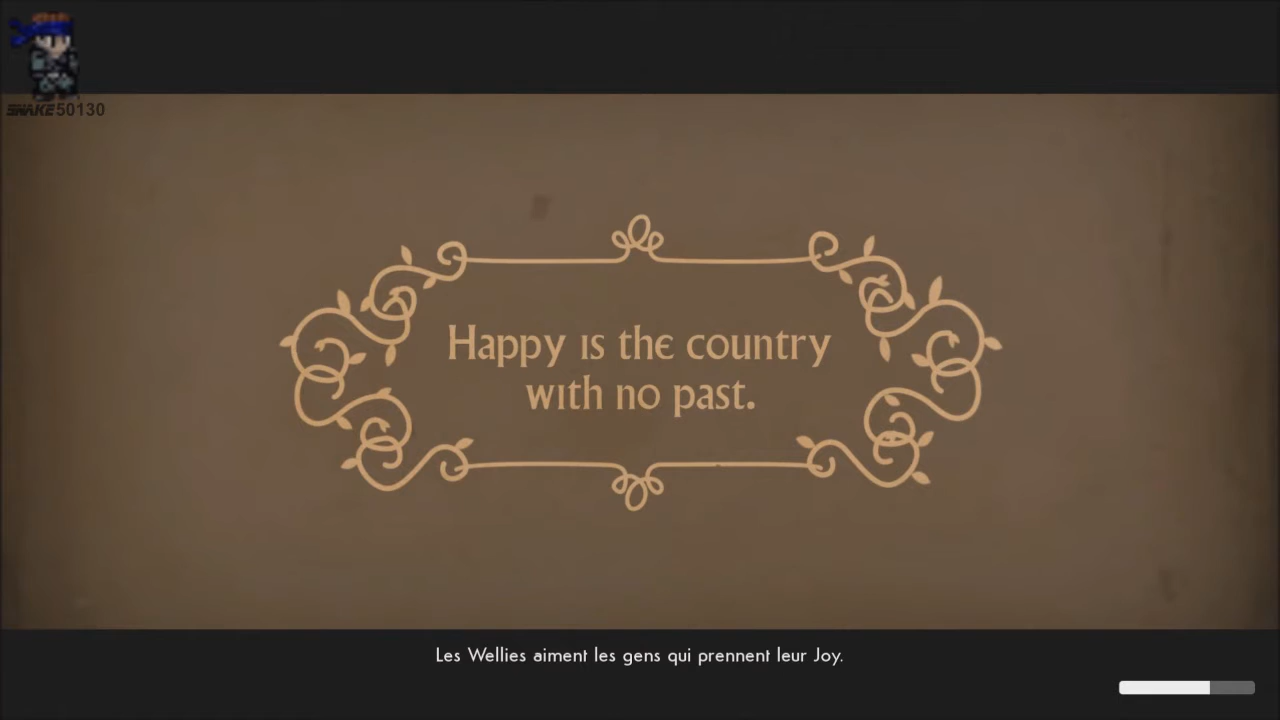 SNAKE50130
Happy is the country
with no past.
Les Wellies aiment les gens qui prennent leur Joy.